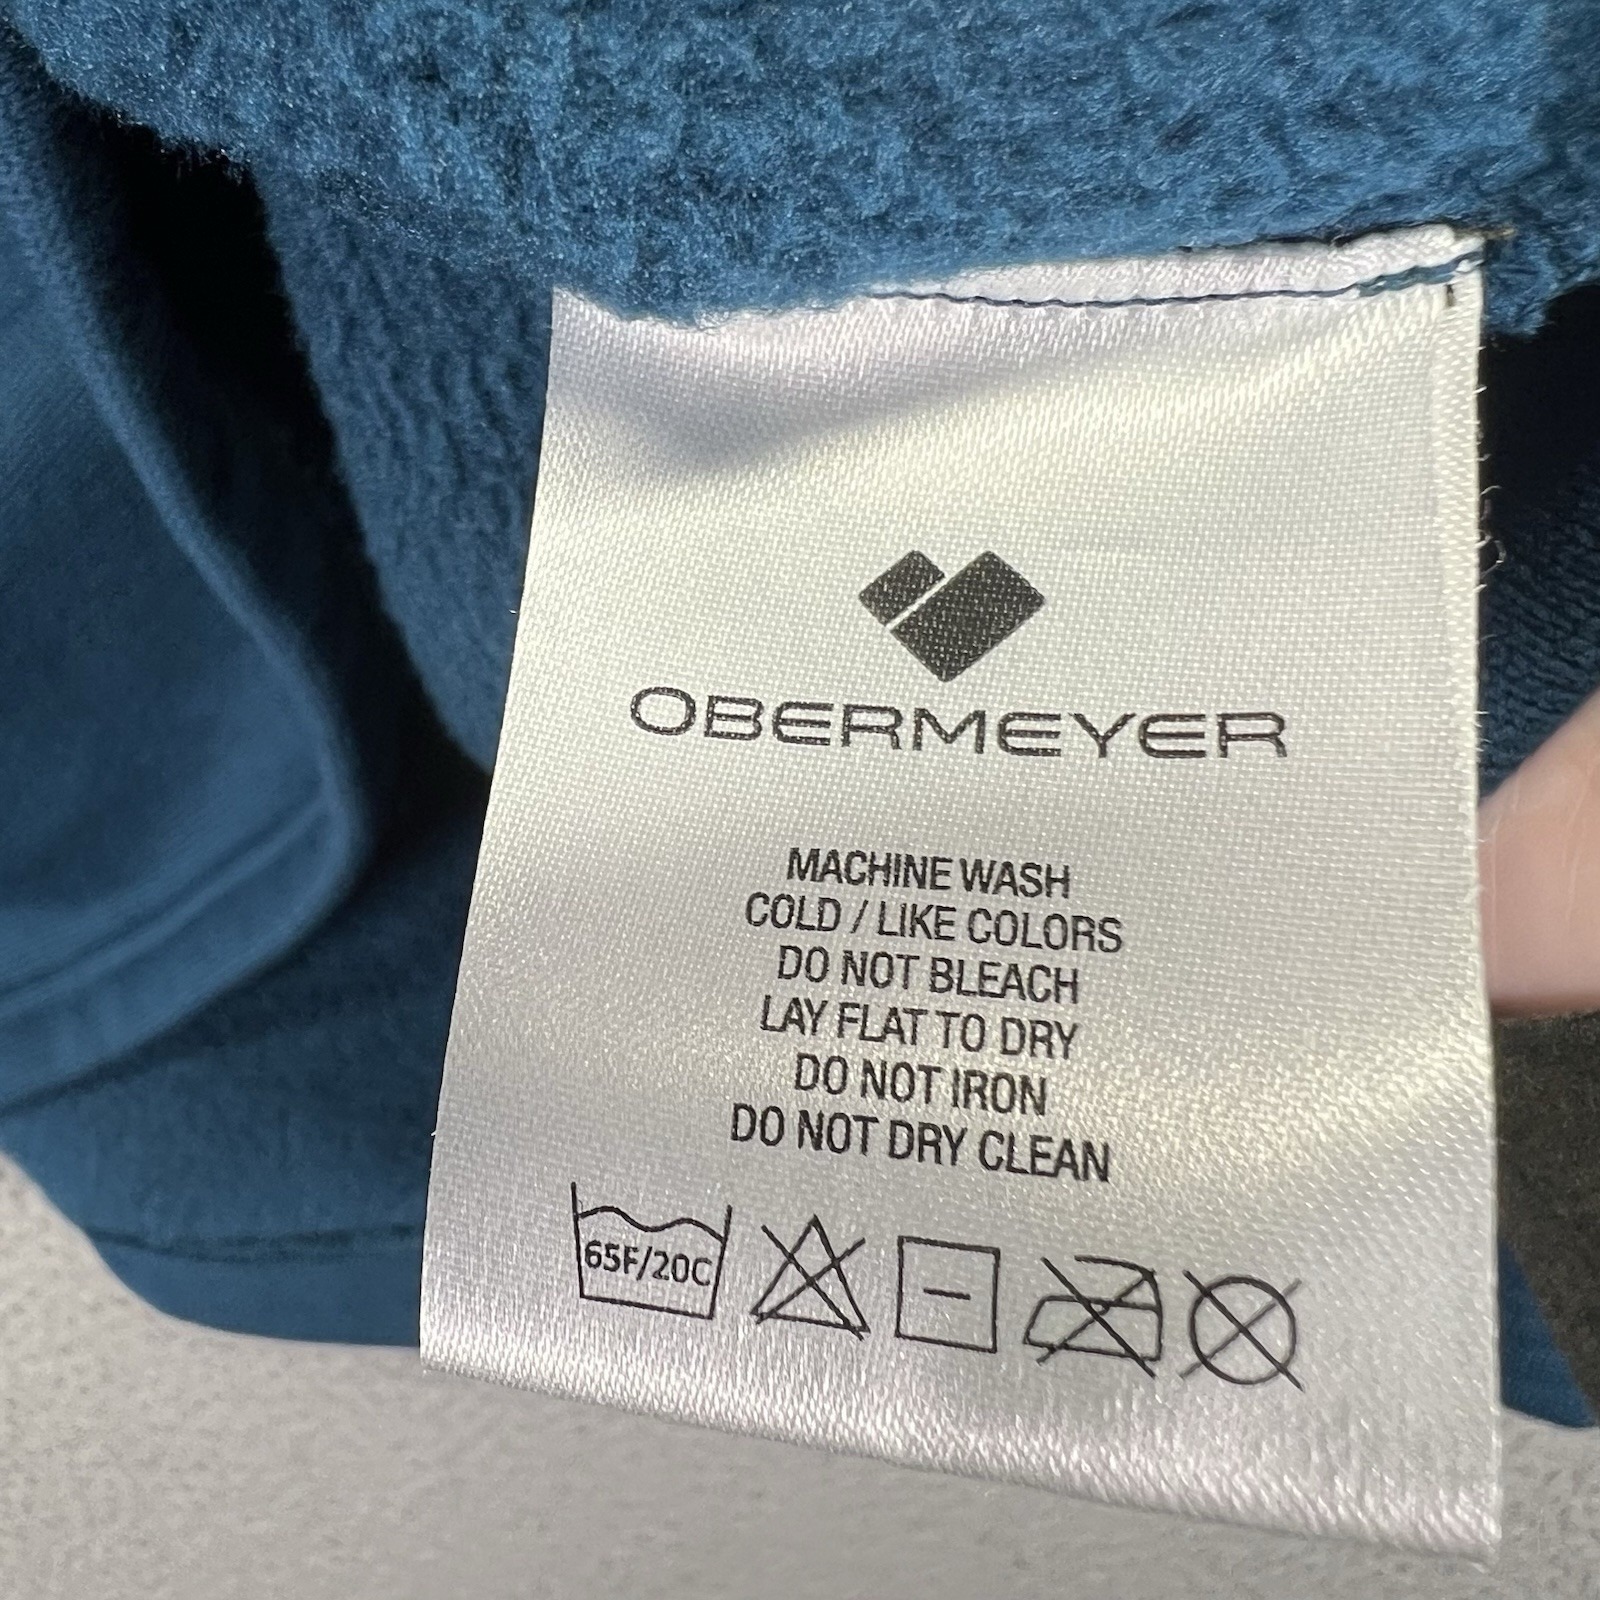 OBERMEYER
MACHINE WASH
COLD / LIKE COLORS
DO NOT BLEACH
LAY FLAT TO DRY
DO NOT IRON
DO NOT DRY CLEAN
65F/20C